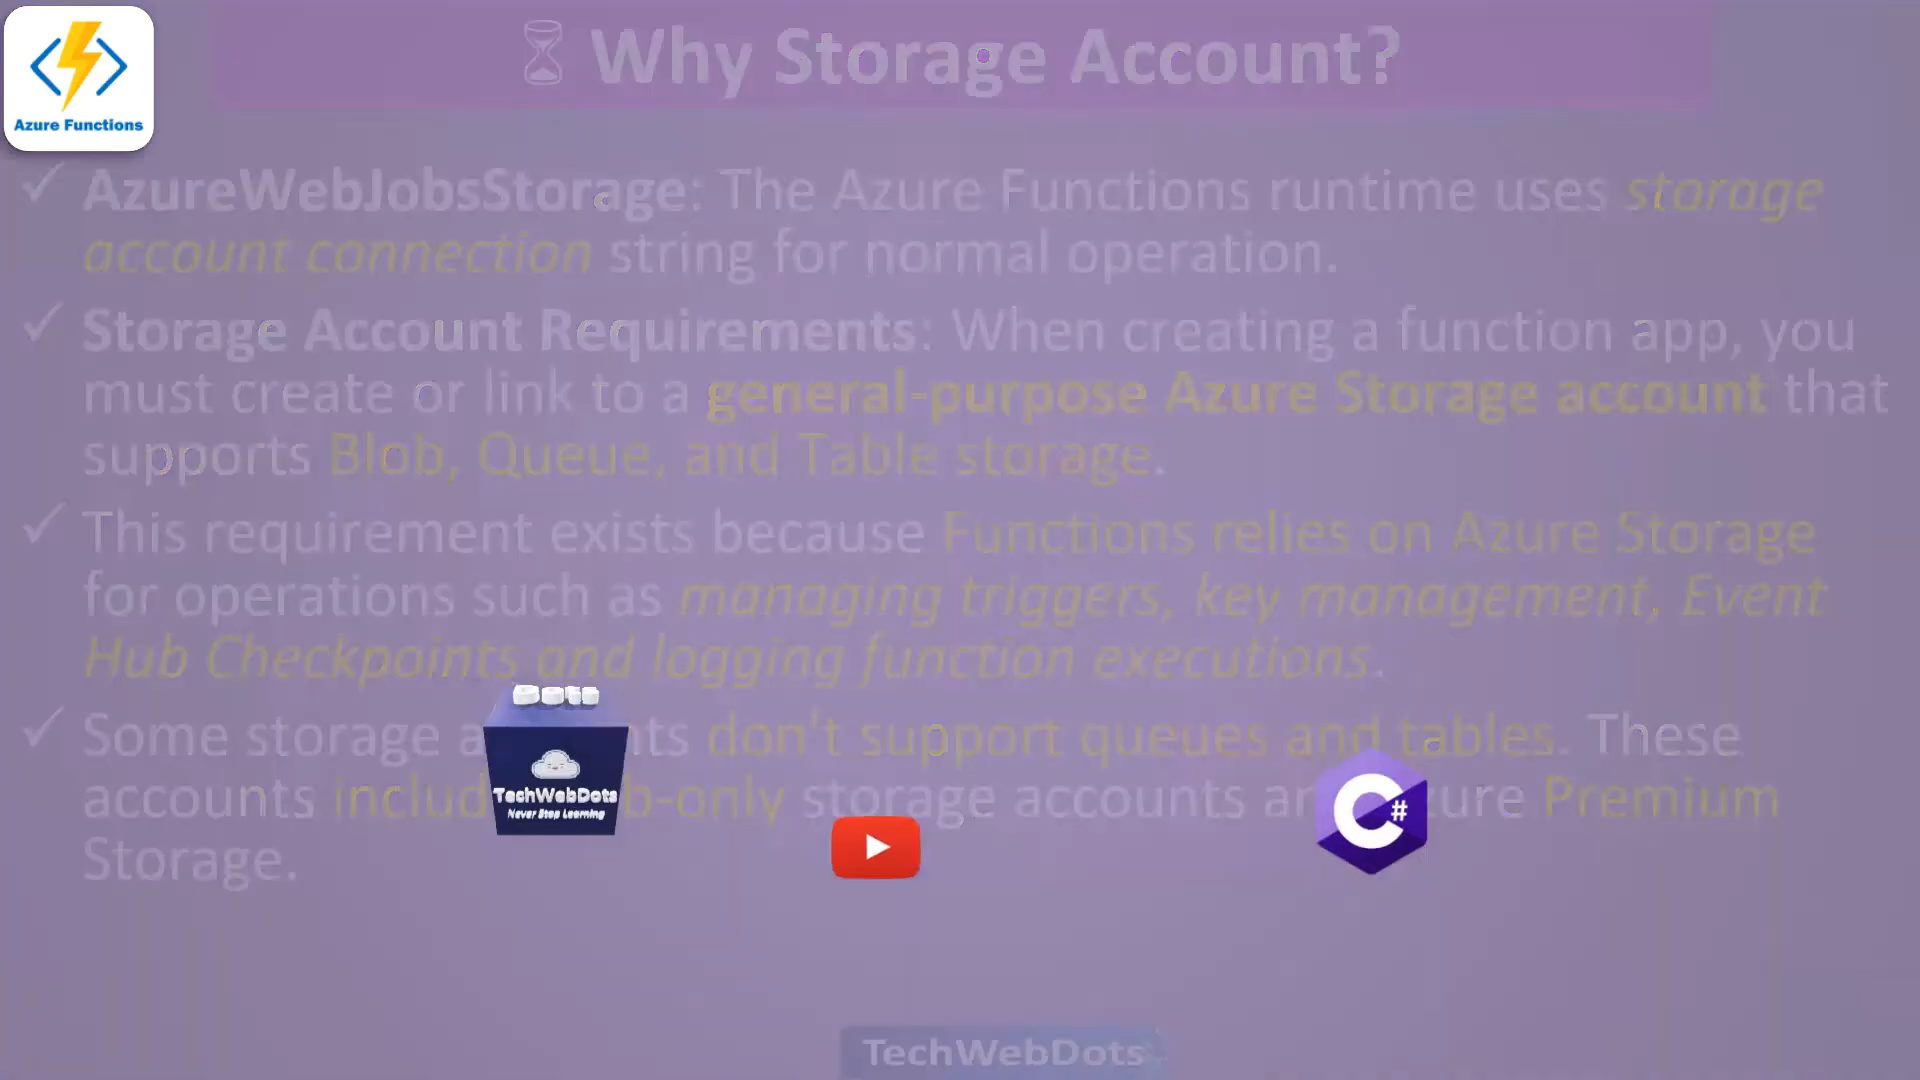 Azure Functions
⏳ Why Storage Account?
✓ AzureWebJobsStorage: The Azure Functions runtime uses storage
account connection string for normal operation.
✓ Storage Account Requirements: When creating a function app, you
must create or link to a general-purpose Azure Storage account that
supports Blob, Queue, and Table storage.
✓ This requirement exists because Functions relies on Azure Storage
for operations such as managing triggers, key management, Event
Hub Checkpoints and logging function executions.
✓ Some storage nts don't support queues and tables. These
accounts b-only storage accounts Premium
Storage.
TechWebDots
Never Stop Learning
C#
TechWebDots